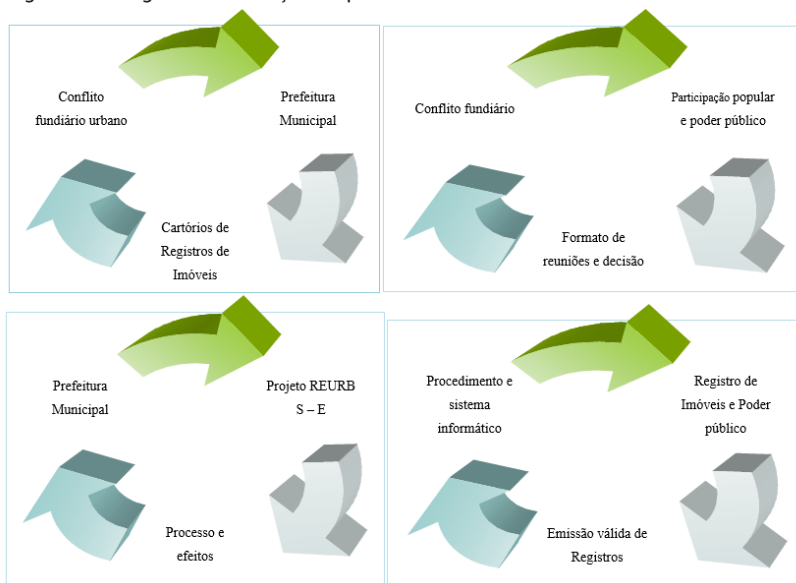 Conflito
fundiário urbano
Prefeitura
Municipal
Cartórios de
Registros de
Imóveis
Conflito fundiário
Participação popular
e poder público
Formato de
reuniões e decisão
Prefeitura
Municipal
Projeto REURB
S – E
Processo e
efeitos
Procedimento e
sistema
informático
Registro de
Imóveis e Poder
público
Emissão válida de
Registros